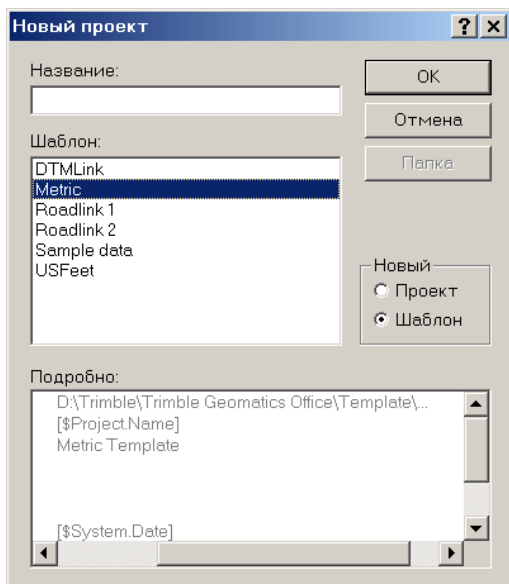 Новый проект
Название:
OK
Отмена
Шаблон:
Папка
DTMLink
Metric
Roadlink 1
Roadlink 2
Sample data
USFeet
Новый
Проект
Шаблон
Подробно:
D:\Trimble\Trimble Geomatics Office\Template\...
[$Project.Name]
Metric Template
[$System.Date]